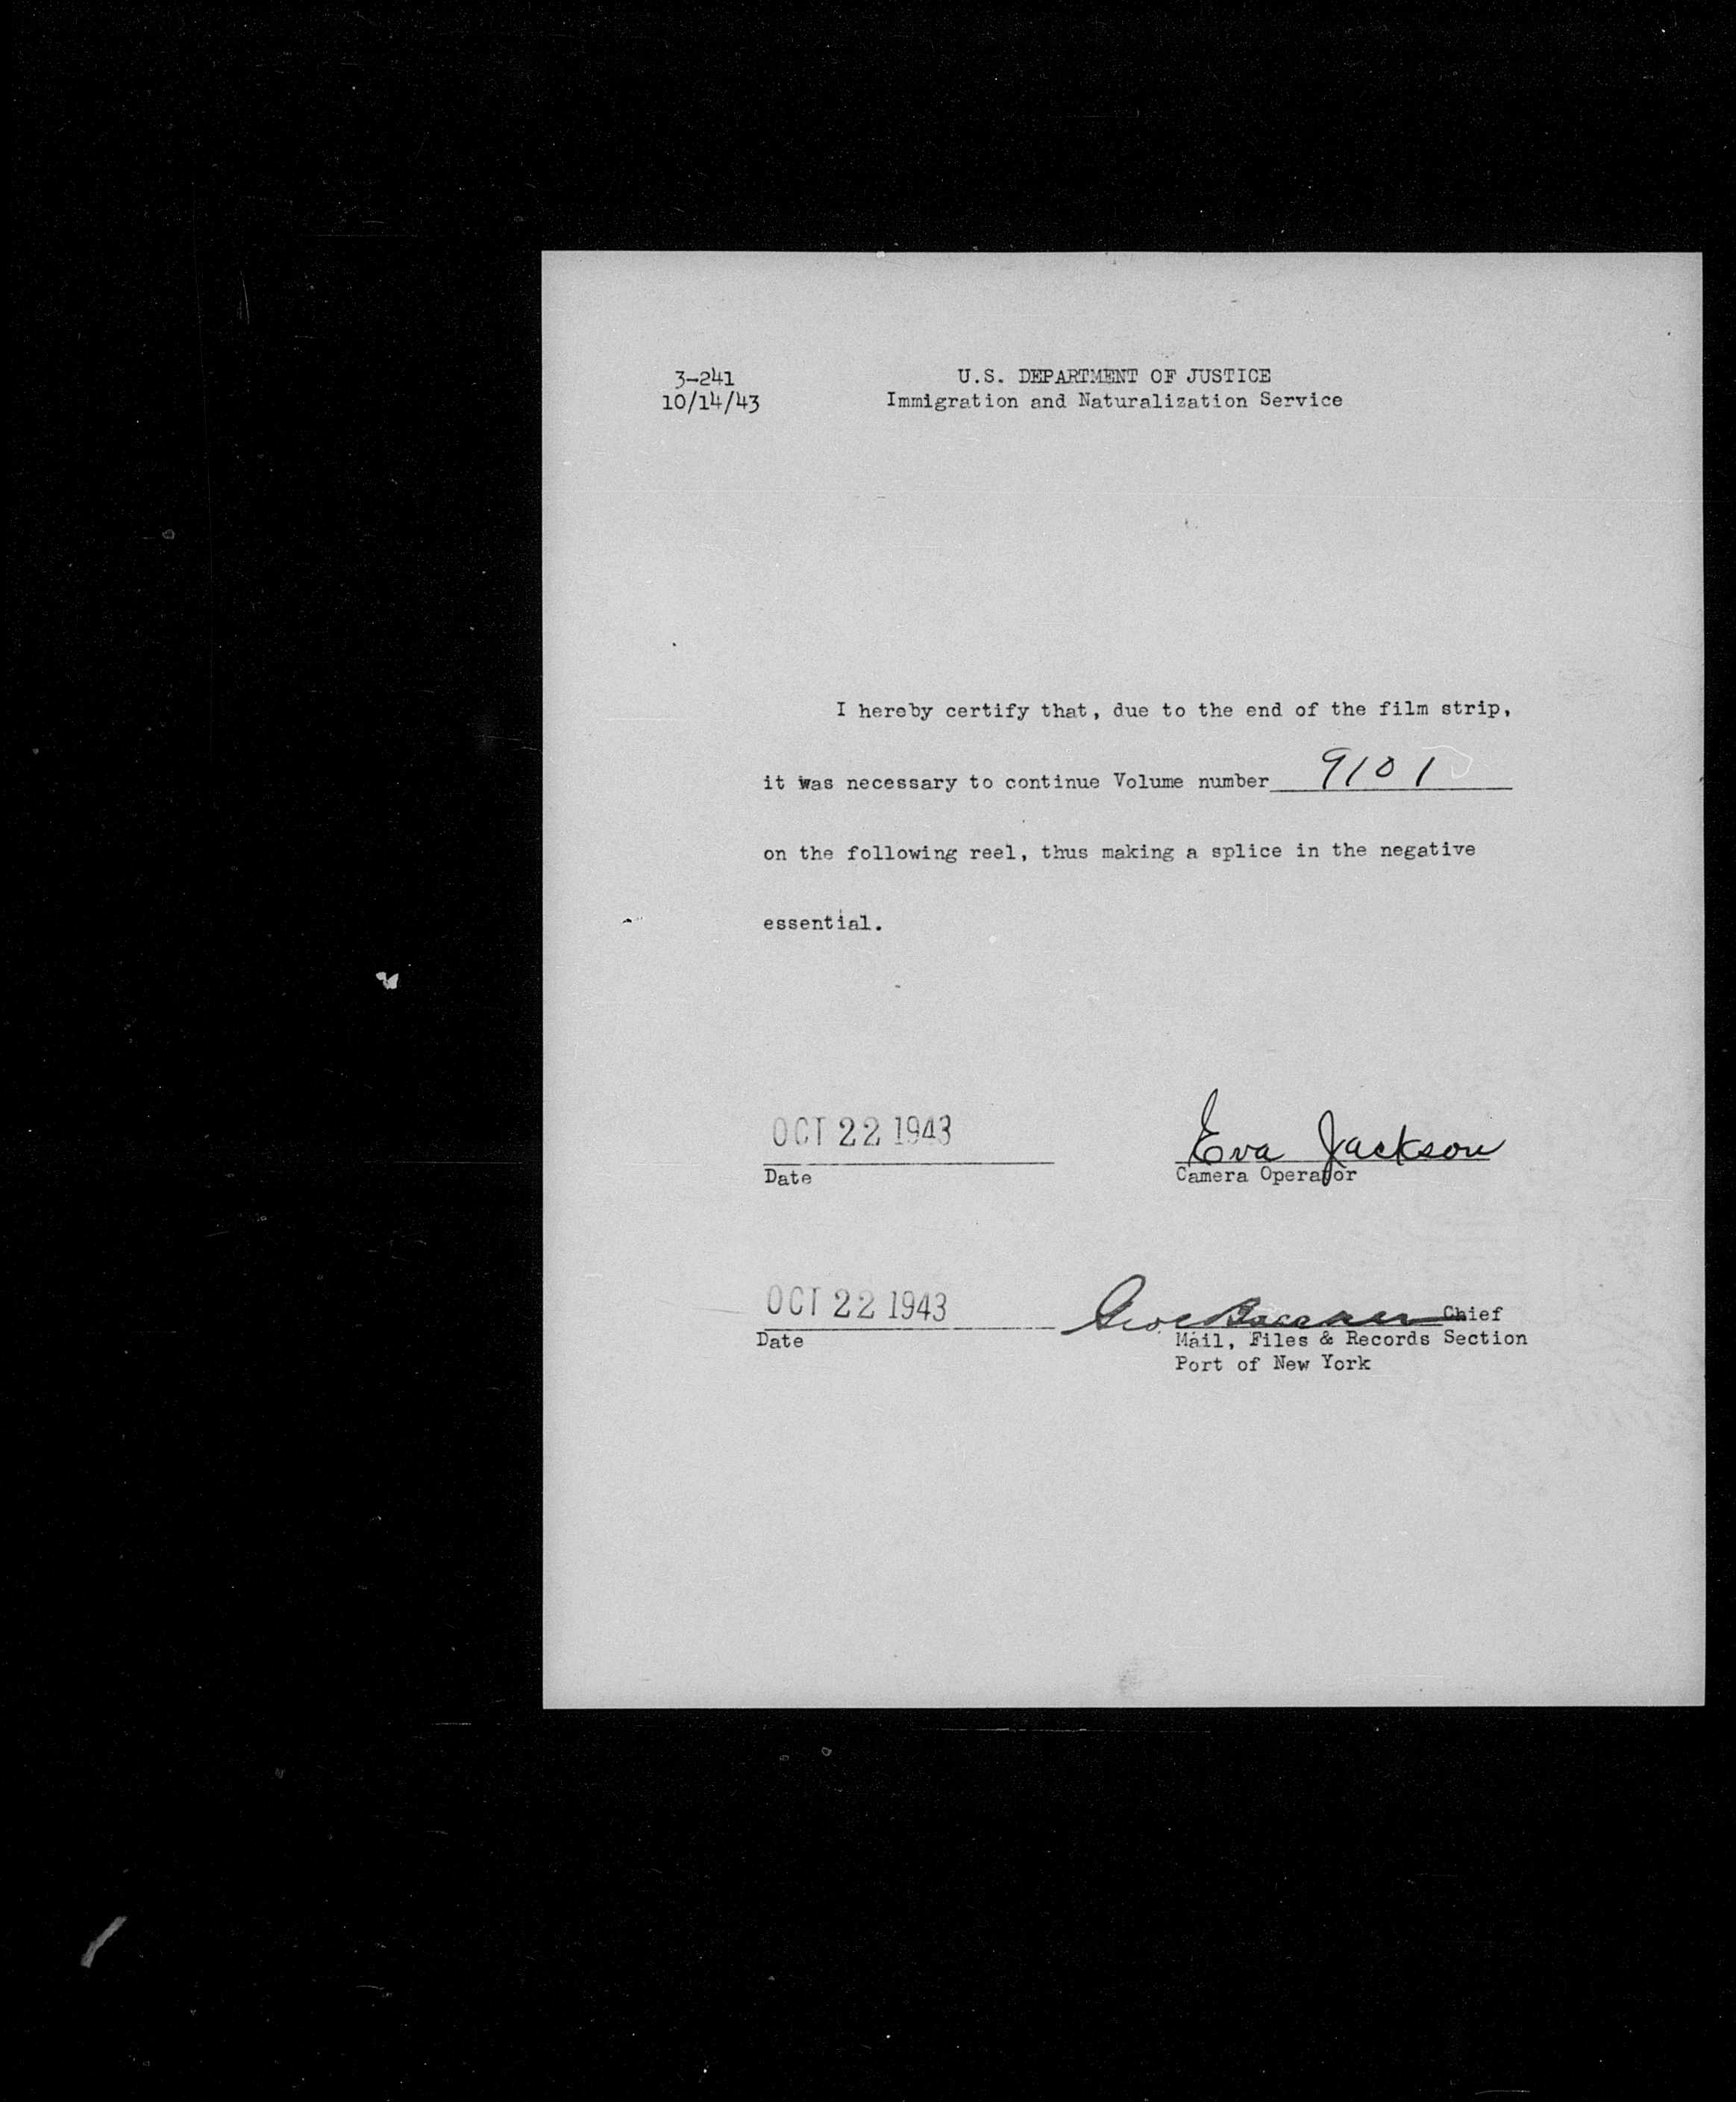 3-241
10/14/43
U.S. DEPARTMENT OF JUSTICE
Immigration and Naturalization Service
I hereby certify that, due to the end of the film strip,
it was necessary to continue Volume number 9101
on the following reel, thus making a splice in the negative
essential.
OCT 22 1943
Date
Eva Jackson
Camera Operator
OCT 22 1943
Date
Chief
Mail, Files & Records Section
Port of New York